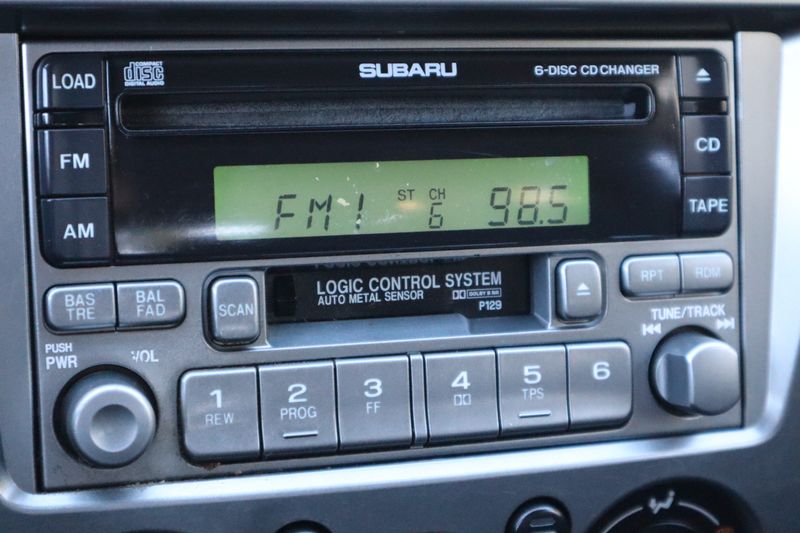 LOAD
COMPACT
disc
DIGITAL AUDIO
SUBARU
6-DISC CD CHANGER
FM
CD
AM
TAPE
FM1 ST CH 6 98.5
LOGIC CONTROL SYSTEM
AUTO METAL SENSOR
DOLBY B NR
P129
BAS
TRE
BAL
FAD
SCAN
RPT
RDM
TUNE/TRACK
PUSH
PWR
VOL
1
REW
2
PROG
3
FF
4
5
TPS
6